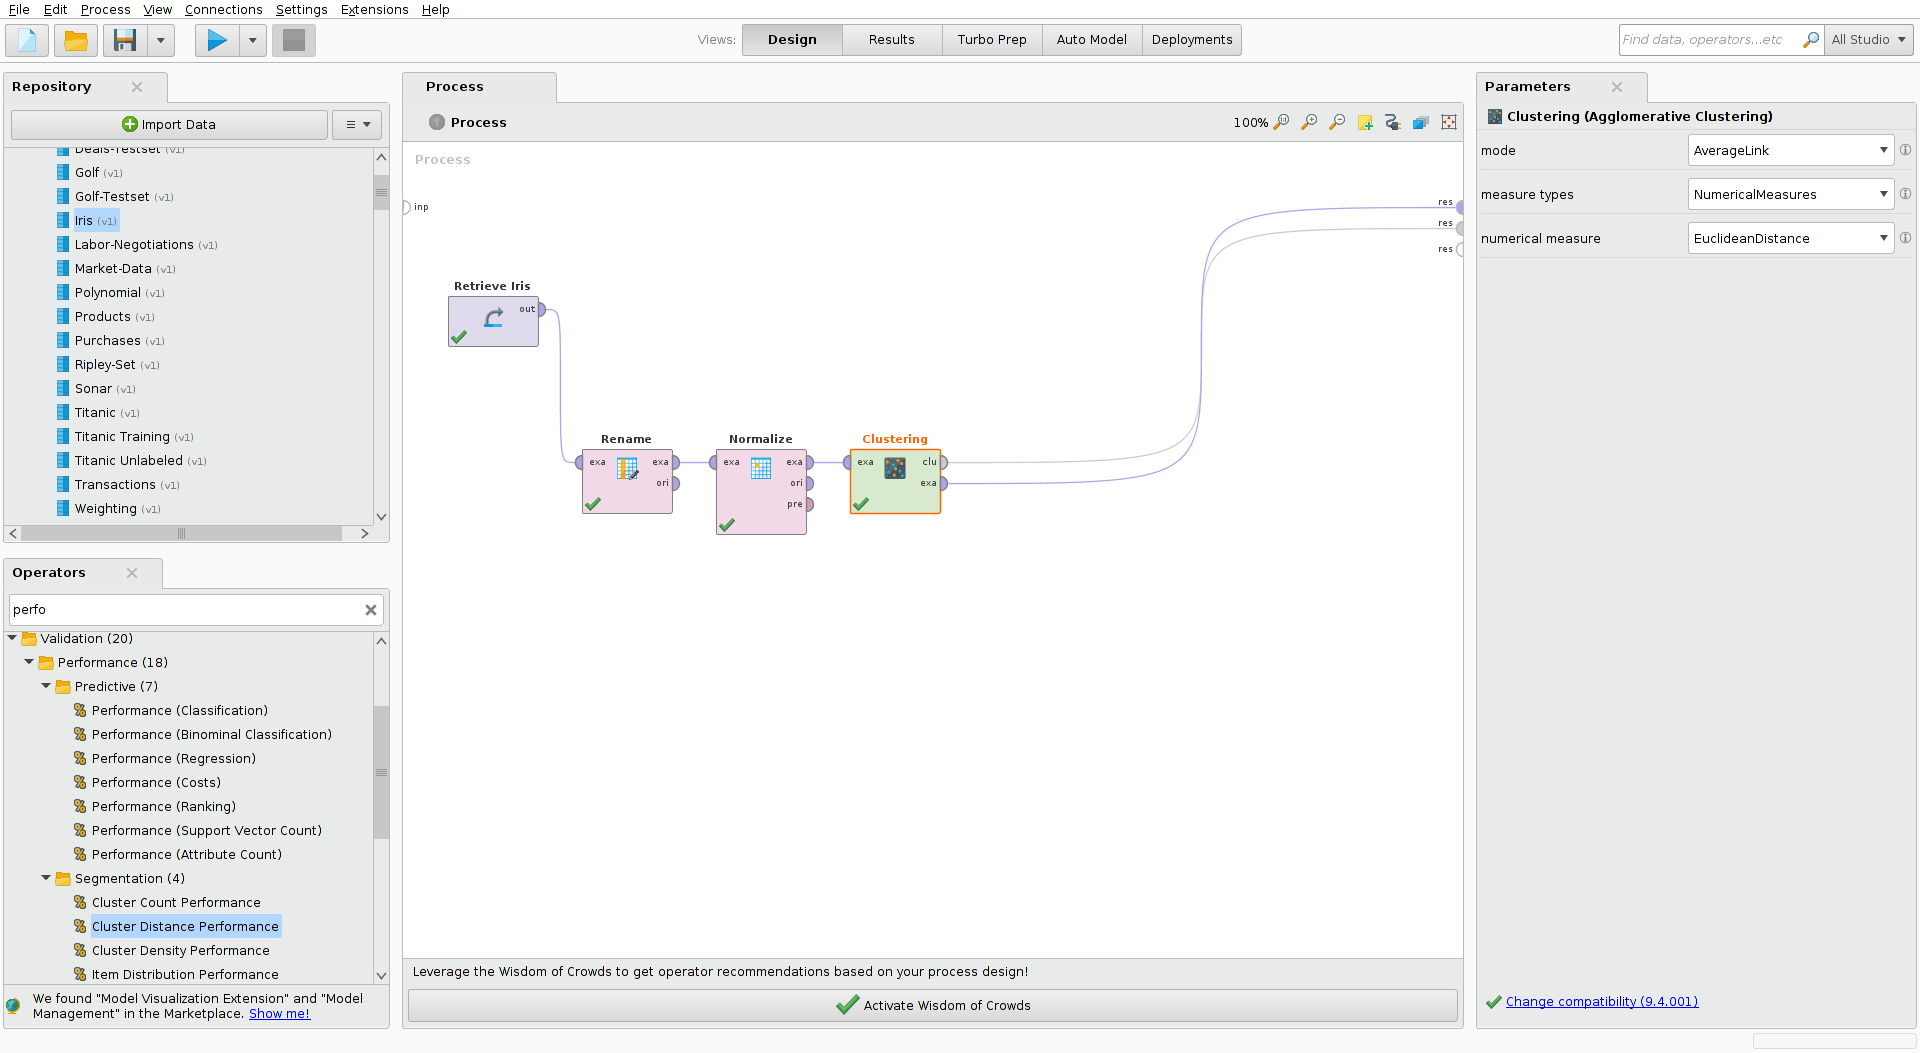 File Edit Process View Connections Settings Extensions Help
Views: Design Results Turbo Prep Auto Model Deployments
Find data, operators...etc All Studio
Repository
Import Data
Deals-Testset (v1)
Golf (v1)
Golf-Testset (v1)
Iris (v1)
Labor-Negotiations (v1)
Market-Data (v1)
Polynomial (v1)
Products (v1)
Purchases (v1)
Ripley-Set (v1)
Sonar (v1)
Titanic (v1)
Titanic Training (v1)
Titanic Unlabeled (v1)
Transactions (v1)
Weighting (v1)
Operators
perfo
Validation (20)
Performance (18)
Predictive (7)
Performance (Classification)
Performance (Binominal Classification)
Performance (Regression)
Performance (Costs)
Performance (Ranking)
Performance (Support Vector Count)
Performance (Attribute Count)
Segmentation (4)
Cluster Count Performance
Cluster Distance Performance
Cluster Density Performance
Item Distribution Performance
We found "Model Visualization Extension" and "Model
Management" in the Marketplace. Show me!
Process
Process
100%
Process
inp
res
res
res
Retrieve Iris
out
Rename
exa exa
ori
Normalize
exa exa
ori
pre
Clustering
exa clu
exa
Leverage the Wisdom of Crowds to get operator recommendations based on your process design!
Activate Wisdom of Crowds
Parameters
Clustering (Agglomerative Clustering)
mode AverageLink
measure types NumericalMeasures
numerical measure EuclideanDistance
Change compatibility (9.4.001)